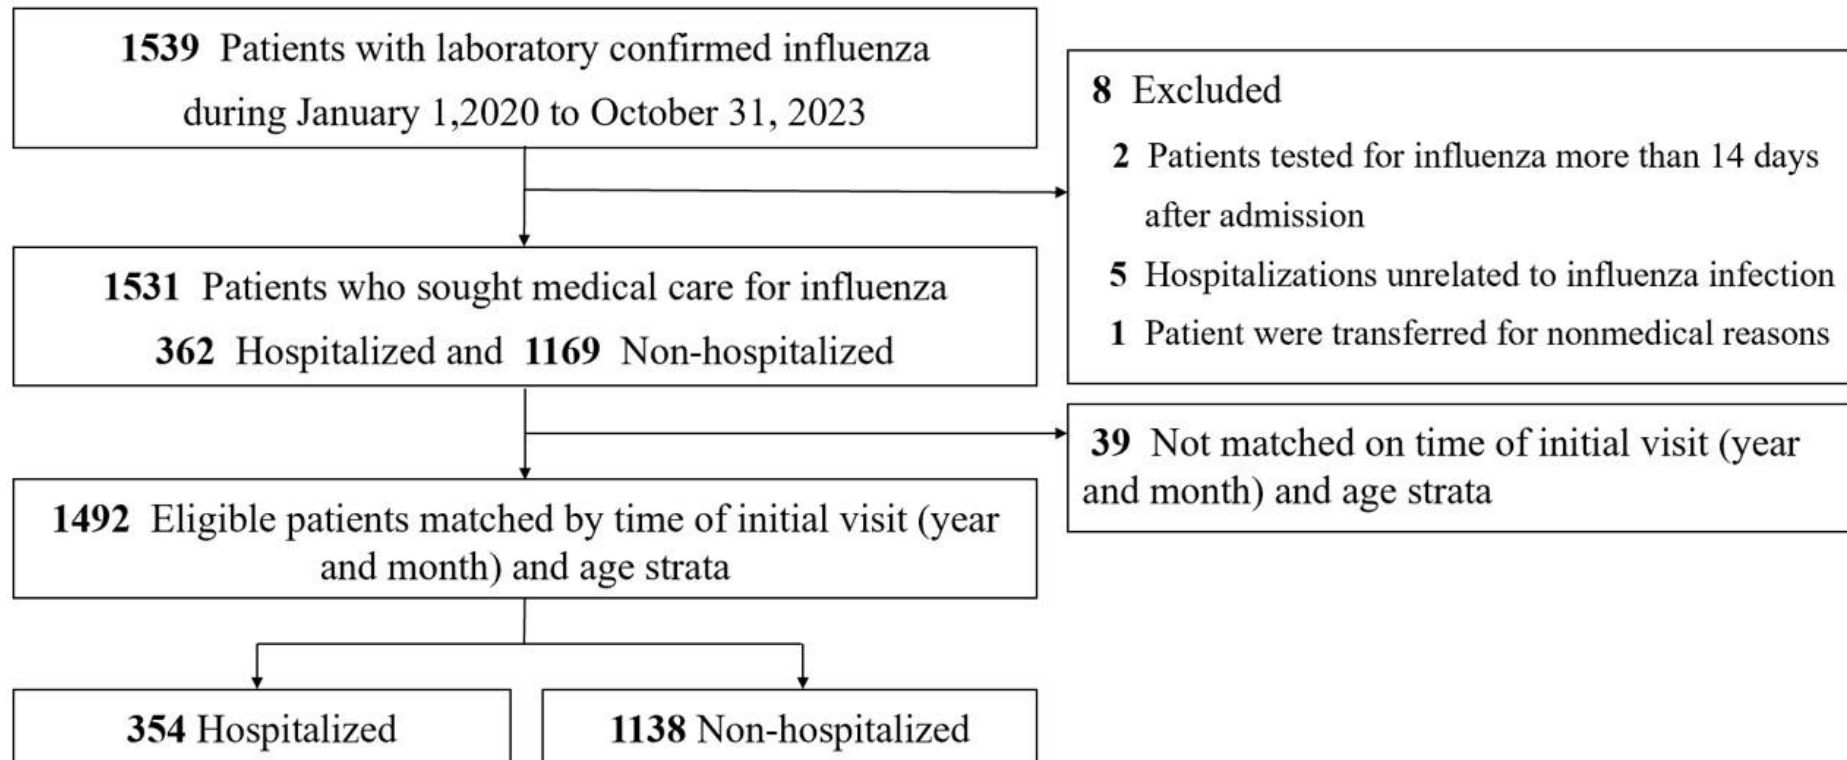 1539 Patients with laboratory confirmed influenza
during January 1,2020 to October 31, 2023
8 Excluded
2 Patients tested for influenza more than 14 days
after admission
5 Hospitalizations unrelated to influenza infection
1 Patient were transferred for nonmedical reasons
1531 Patients who sought medical care for influenza
362 Hospitalized and 1169 Non-hospitalized
39 Not matched on time of initial visit (year
and month) and age strata
1492 Eligible patients matched by time of initial visit (year
and month) and age strata
354 Hospitalized
1138 Non-hospitalized